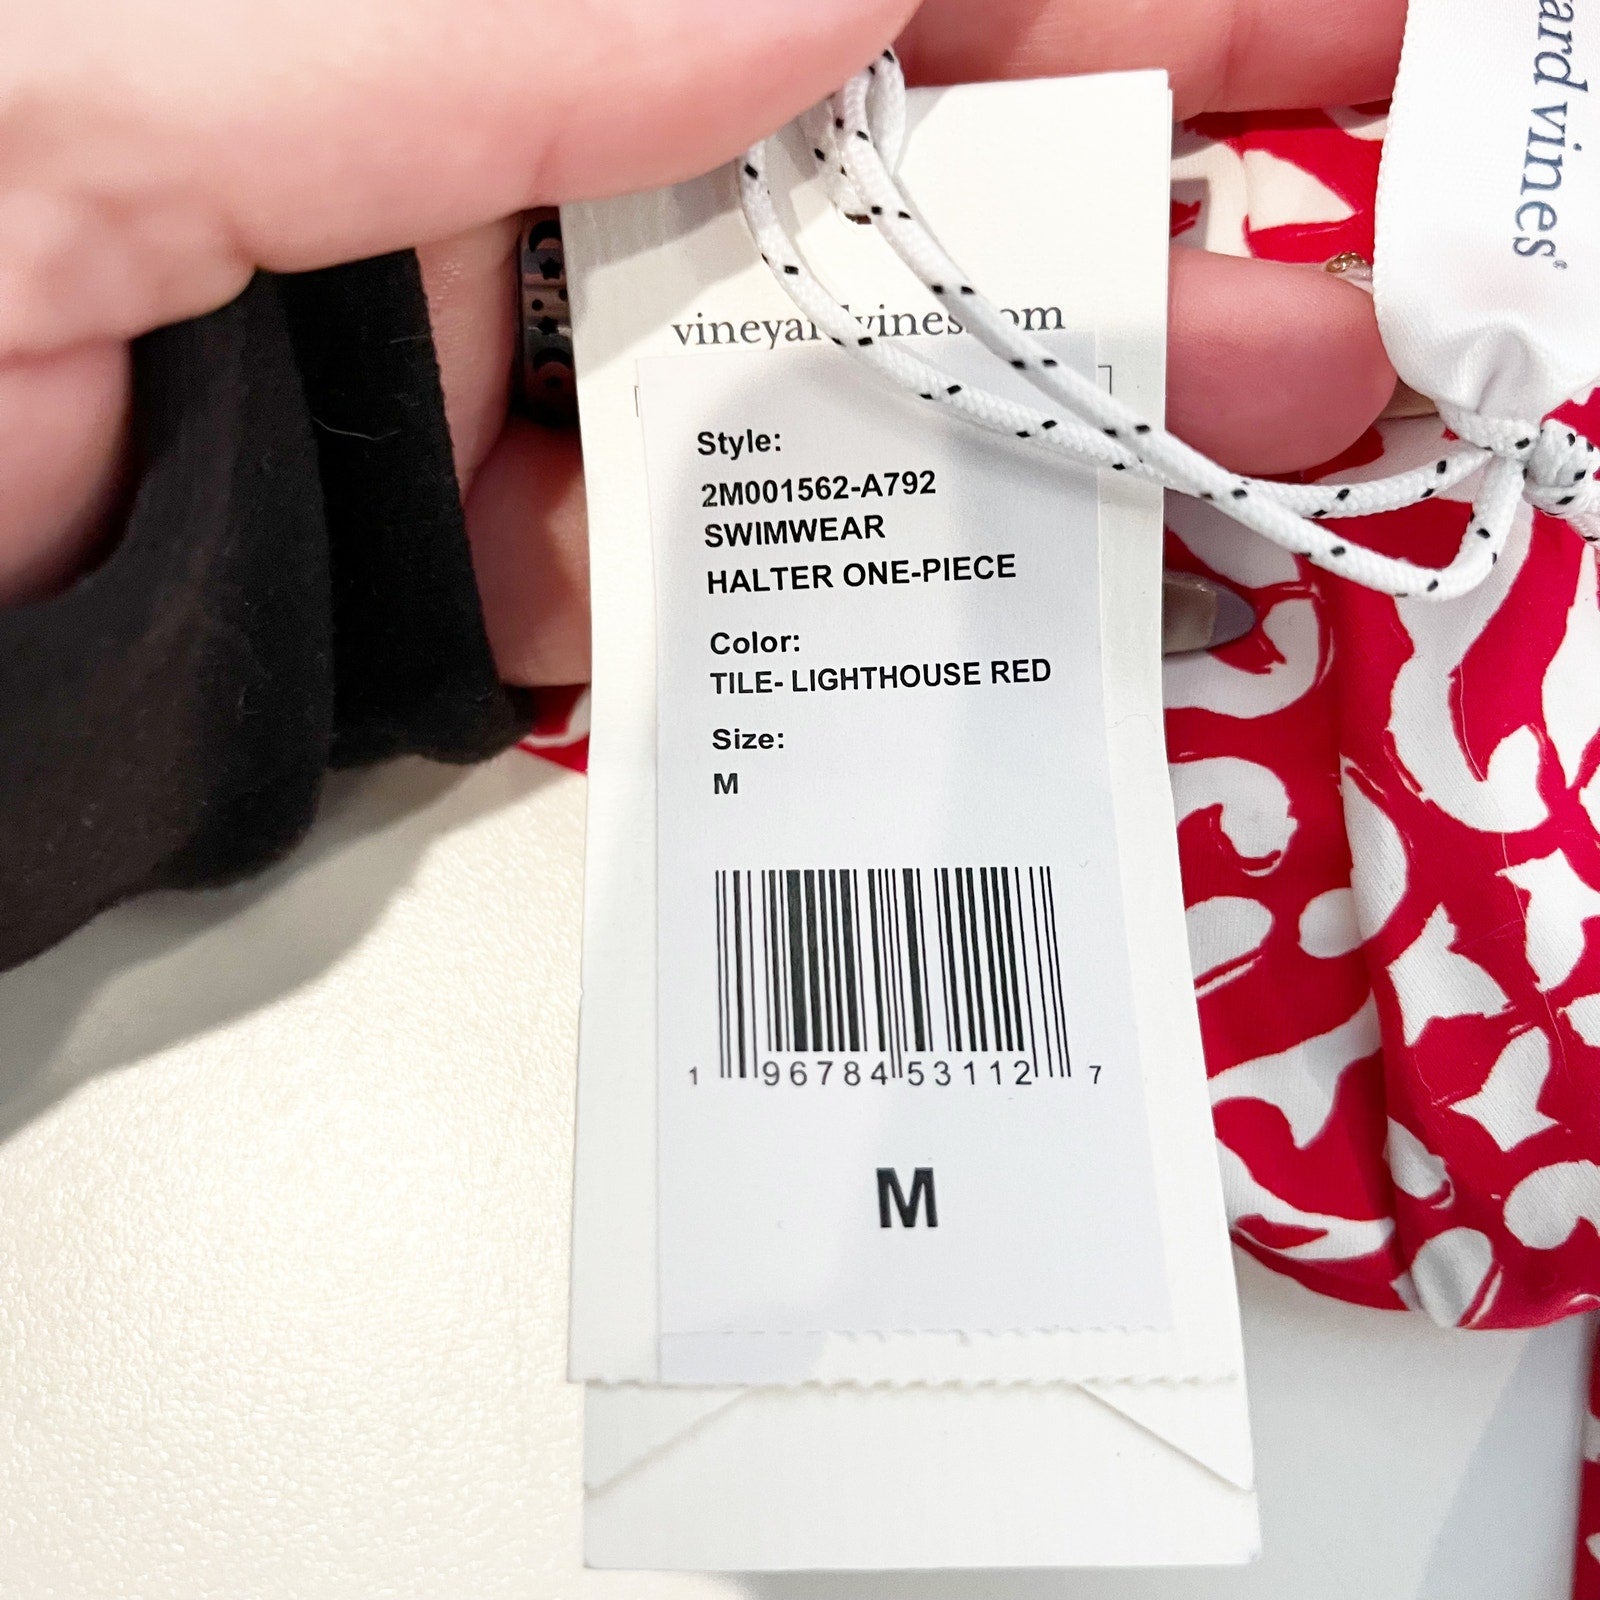 ard vines®
vineyardvines.com
Style:
2M001562-A792
SWIMWEAR
HALTER ONE-PIECE
Color:
TILE- LIGHTHOUSE RED
Size:
M
1 96784 53112 7
M